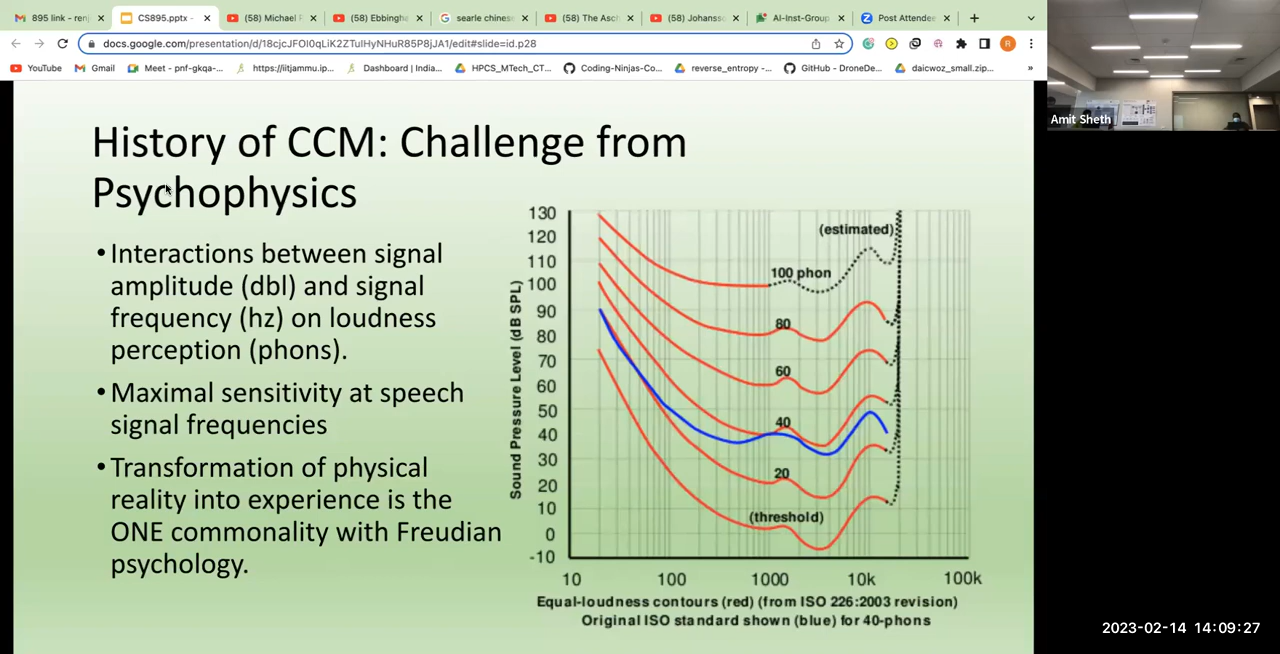 895 link - renj
CS895.pptx -
(58) Michael F
(58) Ebbingha
searle chines
(58) The Asch
(58) Johansso
AI-Inst-Group
Post Attendee
docs.google.com/presentation/d/18cjcJFOI0qLiK2ZTuIHyNHuR85P8jJA1/edit#slide=id.p28
R
YouTube
Gmail
Meet - pnf-gkqa-...
https://iitjammu.ip...
Dashboard | India...
HPCS_MTech_CT...
Coding-Ninjas-Co...
reverse_entropy -...
GitHub - DroneDe...
daicwoz_small.zip...
»
Amit Sheth
History of CCM: Challenge from
Psychophysics
•Interactions between signal
amplitude (dbl) and signal
frequency (hz) on loudness
perception (phons).
•Maximal sensitivity at speech
signal frequencies
•Transformation of physical
reality into experience is the
ONE commonality with Freudian
psychology.
Sound Pressure Level (dB SPL)
130
120
110
100
90
80
70
60
50
40
30
20
10
0
-10
(estimated)
100 phon
80
60
40
20
(threshold)
10 100 1000 10k 100k
Equal-loudness contours (red) (from ISO 226:2003 revision)
Original ISO standard shown (blue) for 40-phons
2023-02-14 14:09:27